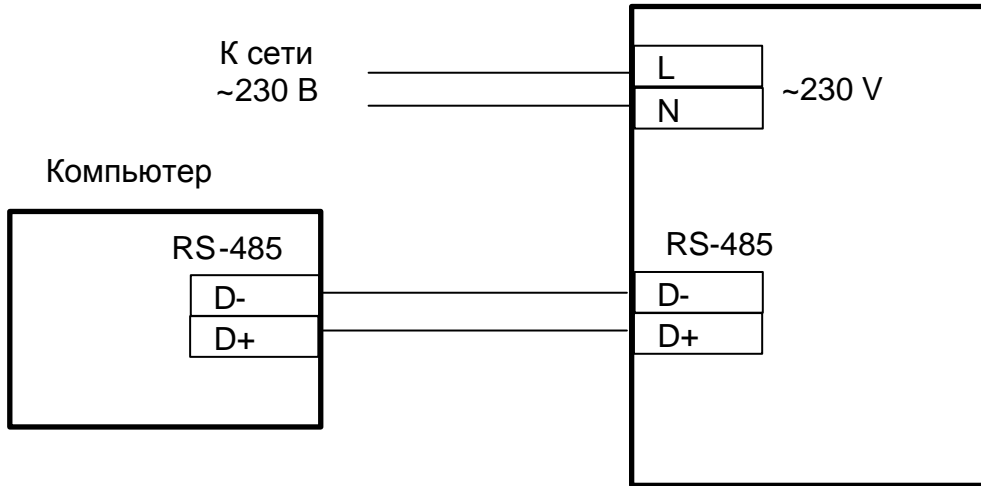 К сети
~230 В
L
N
~230 V
Компьютер
RS-485
D-
D+
RS-485
D-
D+